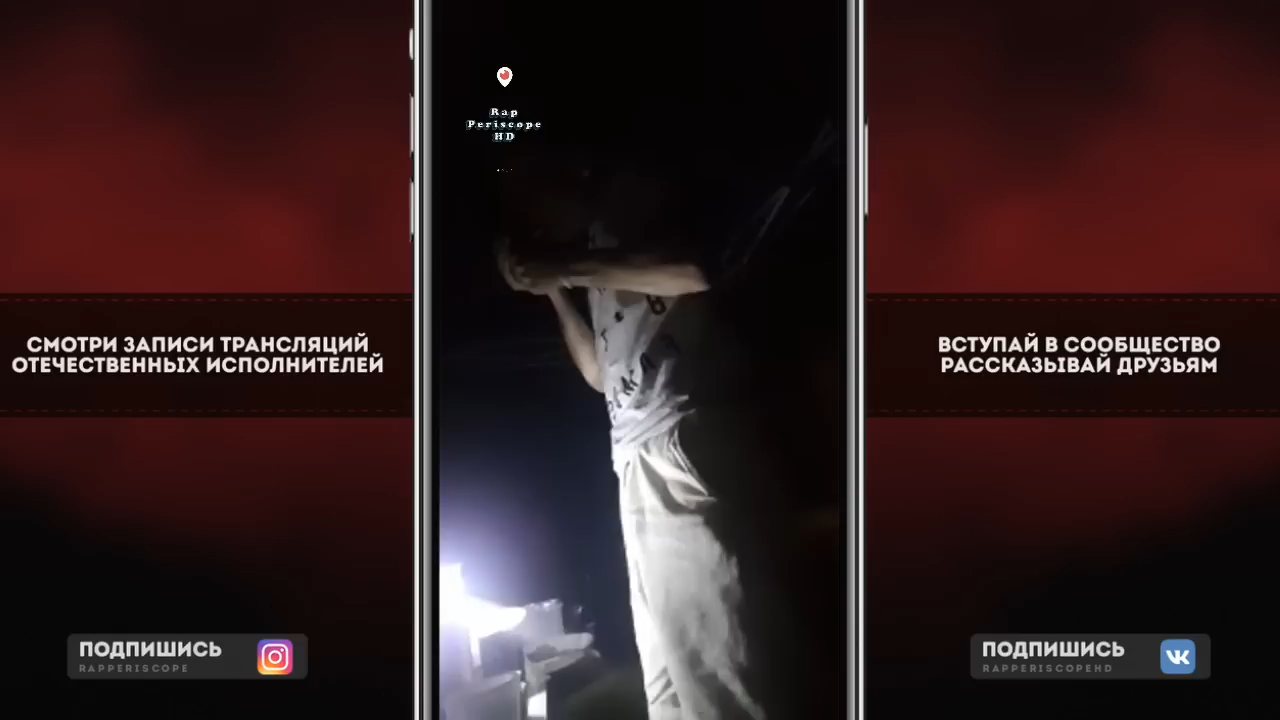 Rap
Periscope
HD
СМОТРИ ЗАПИСИ ТРАНСЛЯЦИЙ
ОТЕЧЕСТВЕННЫХ ИСПОЛНИТЕЛЕЙ
ВСТУПАЙ В СООБЩЕСТВО
РАССКАЗЫВАЙ ДРУЗЬЯМ
ПОДПИШИСЬ
RAPPERISCOPE
ПОДПИШИСЬ
RAPPERISCOPEHD